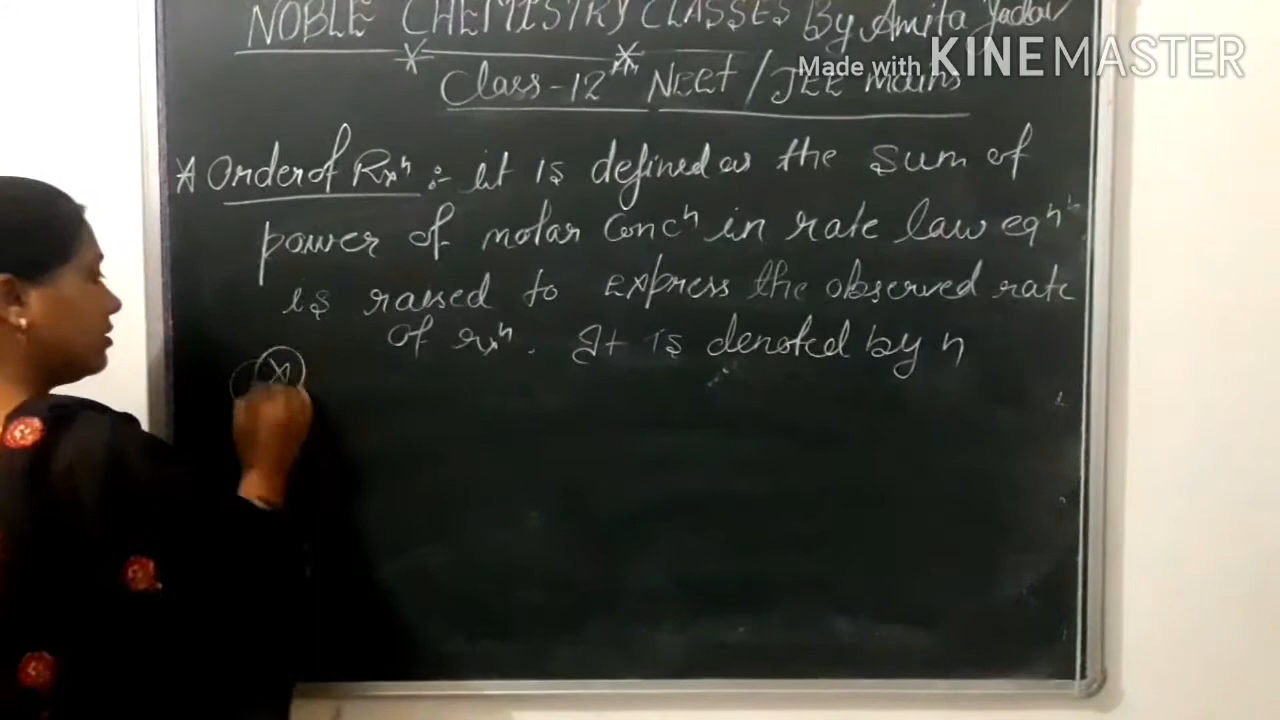 NOBLE CHEMISTRY CLASSES By Amita Yadav
Made with KINEMASTER
Class-12th NEET / JEE mains
* Order of Rxn :- it is defined as the sum of
power of molar Concn in rate law eqn
is raised to express the observed rate
of rxn. It is denoted by n